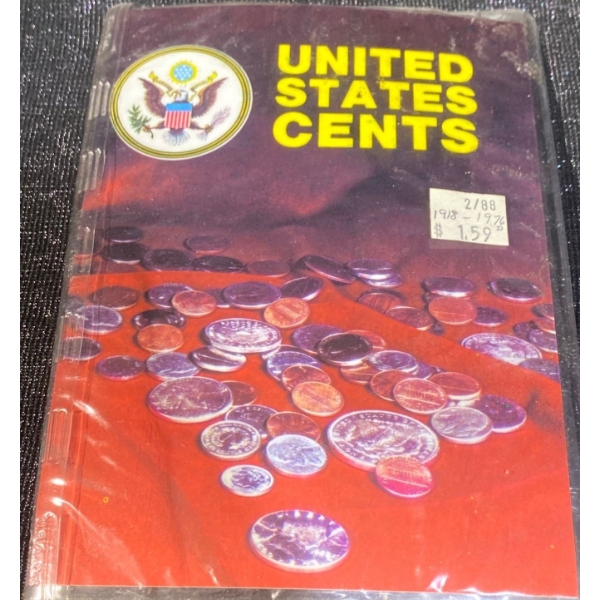 UNITED
STATES
CENTS
2/88
1918 - 1976
$ 1.59